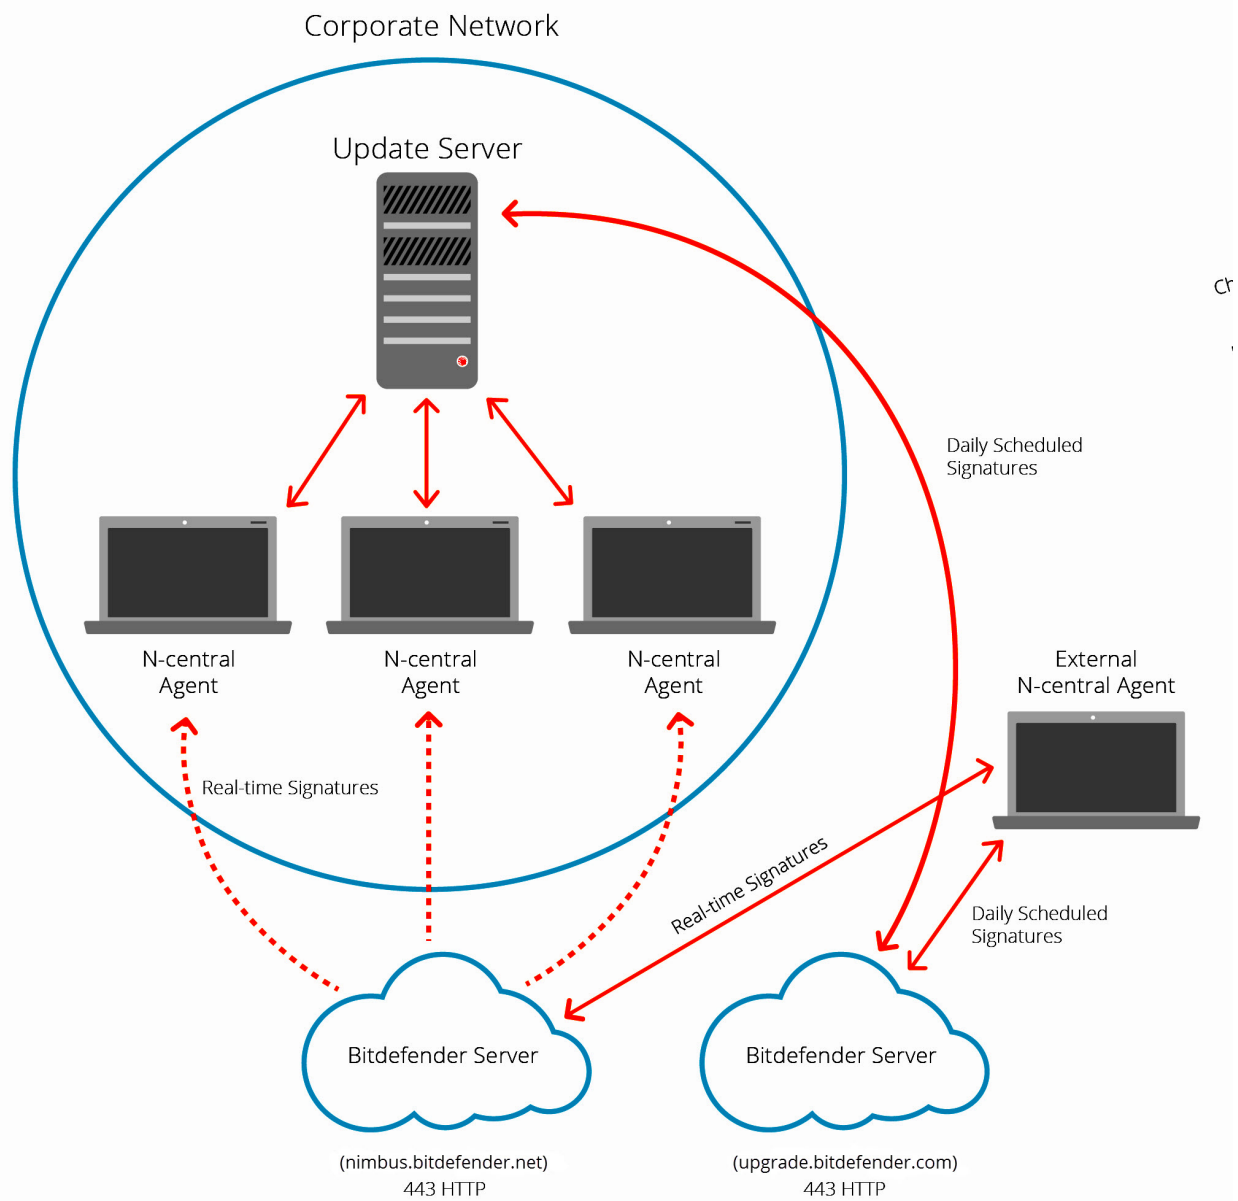 Corporate Network
Update Server
Ch
Daily Scheduled
Signatures
N-central
Agent
N-central
Agent
N-central
Agent
External
N-central Agent
Real-time Signatures
Real-time Signatures
Daily Scheduled
Signatures
Bitdefender Server
Bitdefender Server
(nimbus.bitdefender.net)
443 HTTP
(upgrade.bitdefender.com)
443 HTTP